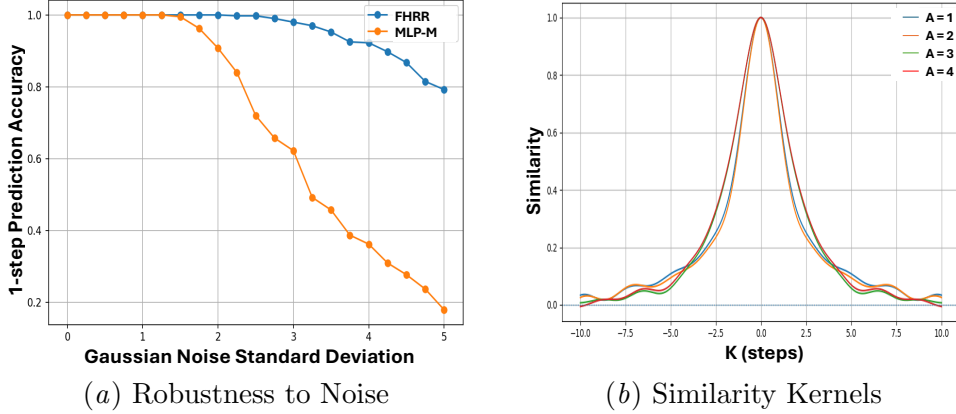 FHRR
MLP-M
1-step Prediction Accuracy
1.0
0.8
0.6
0.4
0.2
0 1 2 3 4 5
Gaussian Noise Standard Deviation
(a) Robustness to Noise
A = 1
A = 2
A = 3
A = 4
Similarity
1.0
0.8
0.6
0.4
0.2
0.0
−10.0 −7.5 −5.0 −2.5 0.0 2.5 5.0 7.5 10.0
K (steps)
(b) Similarity Kernels